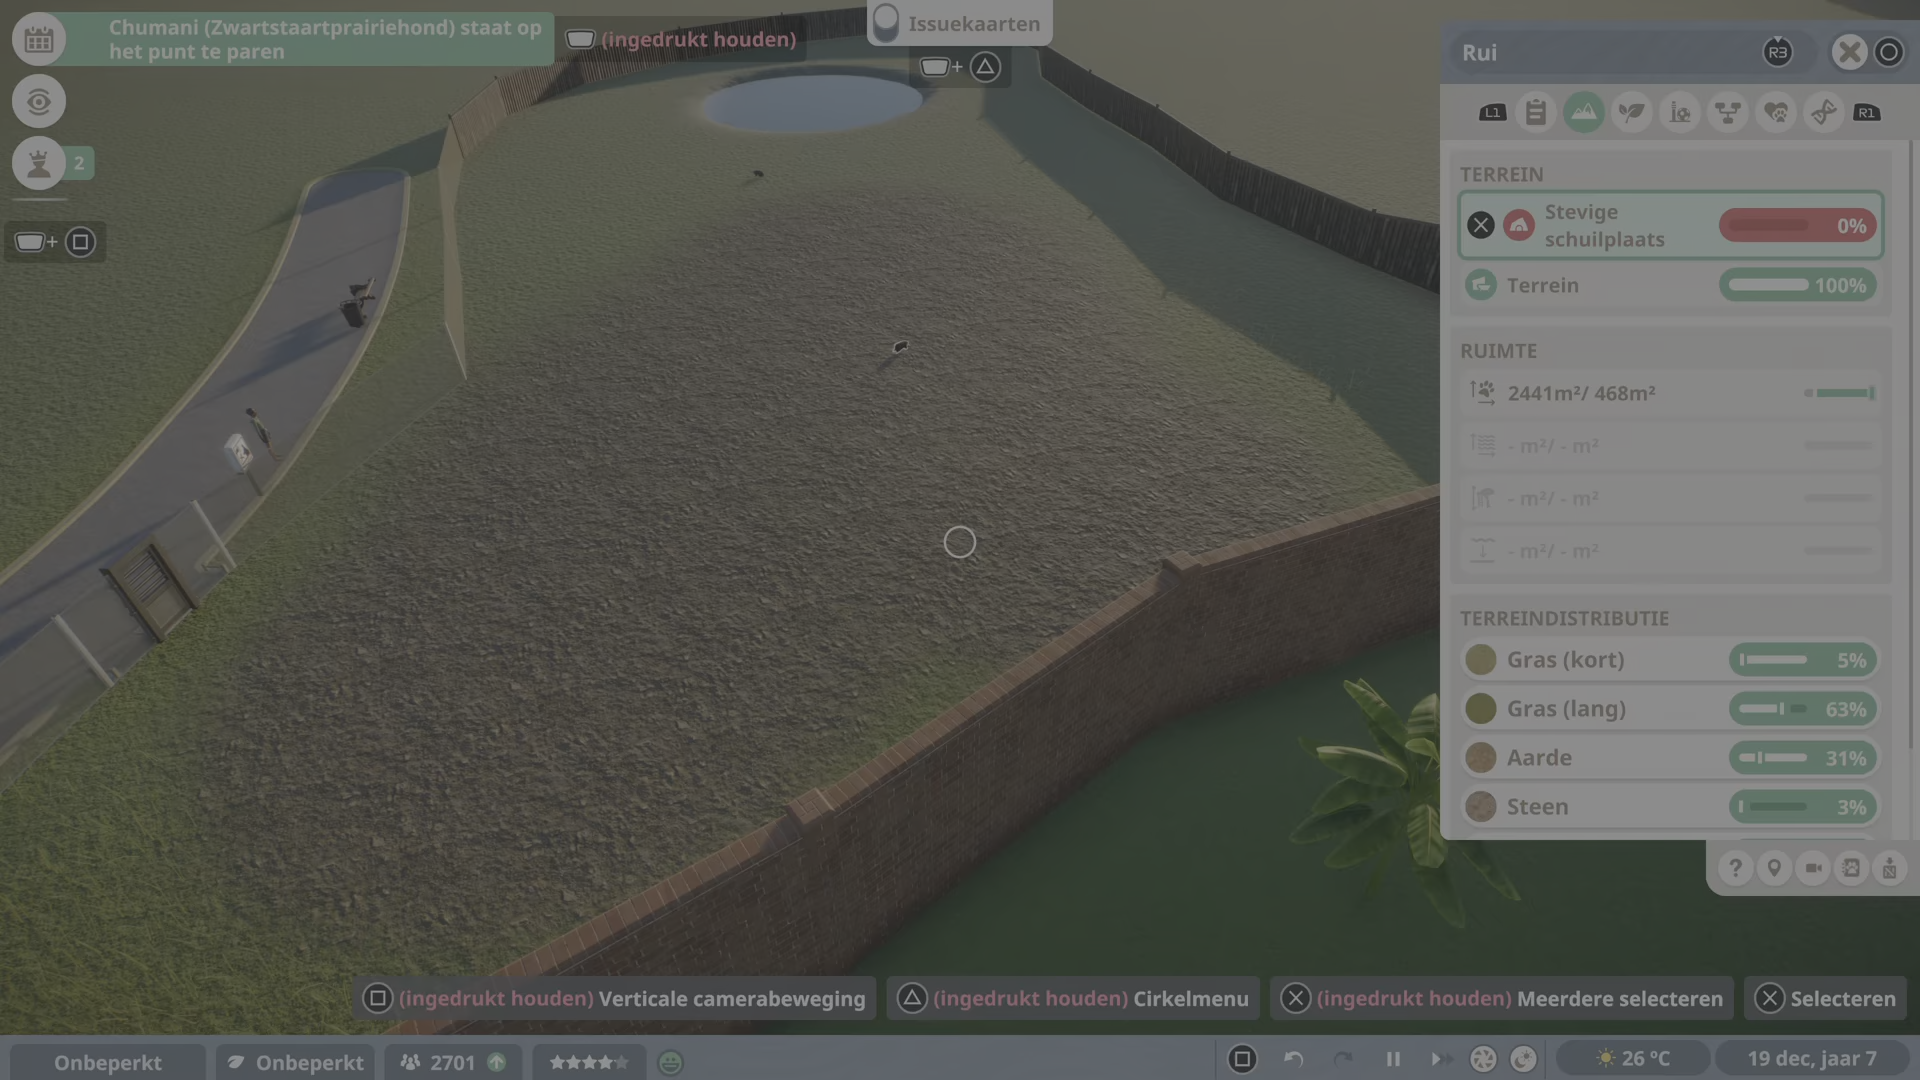 Chumani (Zwartstaartprairiehond) staat op
het punt te paren
(ingedrukt houden)
Issuekaarten
+
2
+
Rui
R3
L1
R1
TERREIN
Stevige
schuilplaats
0%
Terrein
100%
RUIMTE
2441m²/ 468m²
- m²/ - m²
- m²/ - m²
- m²/ - m²
TERREINDISTRIBUTIE
Gras (kort)
5%
Gras (lang)
63%
Aarde
31%
Steen
3%
?
N
(ingedrukt houden) Verticale camerabeweging
(ingedrukt houden) Cirkelmenu
(ingedrukt houden) Meerdere selecteren
Selecteren
Onbeperkt
Onbeperkt
2701
26 °C
19 dec, jaar 7